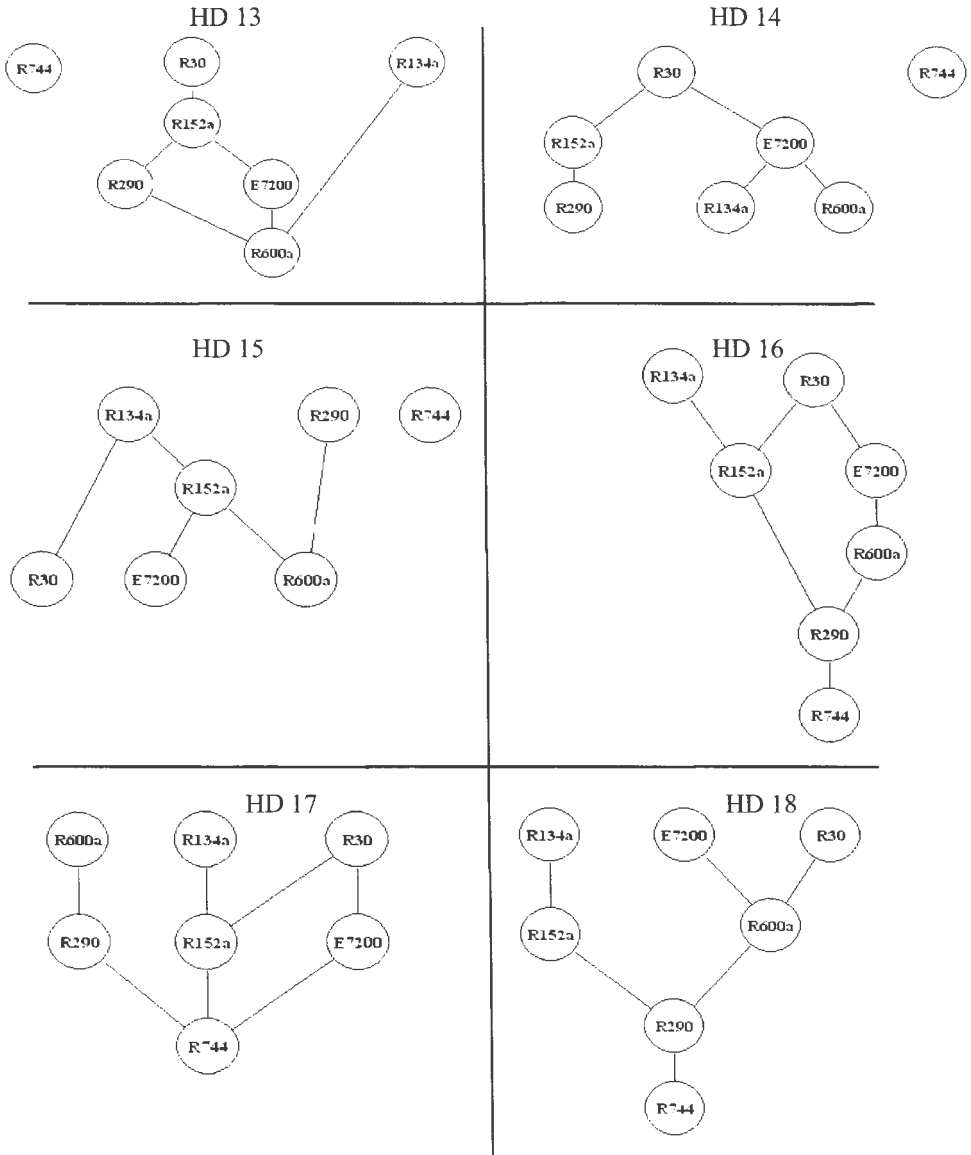 HD 13
R744
R30
R134a
R152a
R290
E7200
R600a
HD 14
R30
R744
R152a
E7200
R290
R134a
R600a
HD 15
R134a
R290
R744
R152a
R30
E7200
R600a
HD 16
R134a
R30
R152a
E7200
R600a
R290
R744
HD 17
R600a
R134a
R30
R290
R152a
E7200
R744
HD 18
R134a
E7200
R30
R152a
R600a
R290
R744